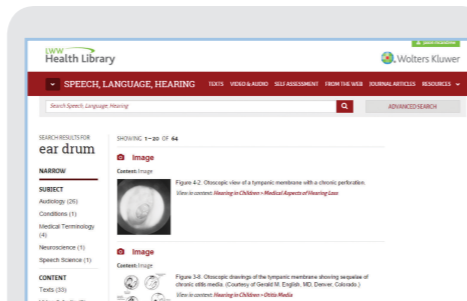 LWW
Health Library
Wolters Kluwer
SPEECH, LANGUAGE, HEARING
TEXTS VIDEO & AUDIO SELF ASSESSMENT FROM THE WEB JOURNAL ARTICLES RESOURCES
Search Speech, Language, Hearing
ADVANCED SEARCH
SEARCH RESULTS FOR
ear drum
SHOWING 1-20 OF 64
NARROW
SUBJECT
Audiology (26)
Conditions (1)
Medical Terminology
(4)
Neuroscience (1)
Speech Science (1)
CONTENT
Texts (33)
Image
Content: Image
Figure 4-2. Otoscopic view of a tympanic membrane with a chronic perforation.
View in context: Hearing in Children > Medical Aspects of Hearing Loss
Image
Content: Image
Figure 3-8. Otoscopic drawings of the tympanic membrane showing sequelae of
chronic otitis media. (Courtesy of Gerald M. English, MD, Denver, Colorado.)
View in context: Hearing in Children > Otitis Media